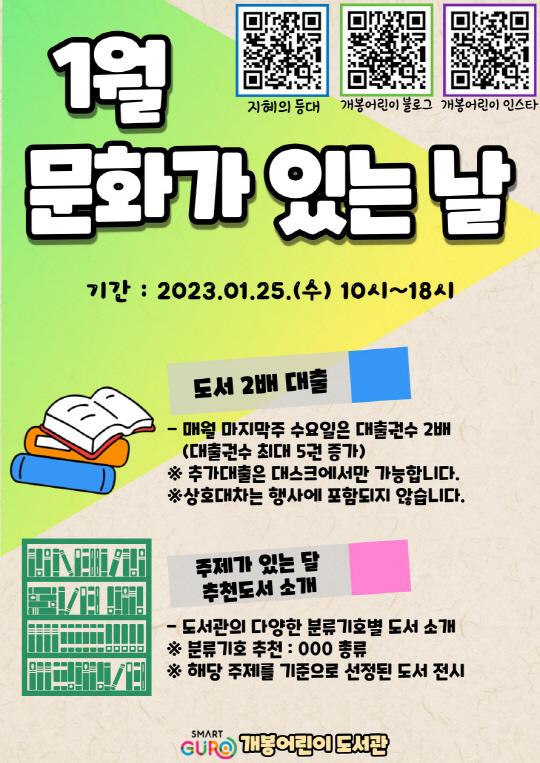 1월
지혜의 등대
개봉어린이 블로그
개봉어린이 인스타
문화가 있는 날
기간 : 2023.01.25.(수) 10시~18시
도서 2배 대출
- 매월 마지막주 수요일은 대출권수 2배
(대출권수 최대 5권 증가)
※ 추가대출은 데스크에서만 가능합니다.
※상호대차는 행사에 포함되지 않습니다.
주제가 있는 달
추천도서 소개
- 도서관의 다양한 분류기호별 도서 소개
※ 분류기호 추천 : 000 총류
※ 해당 주제를 기준으로 선정된 도서 전시
SMART
GURO 개봉어린이 도서관